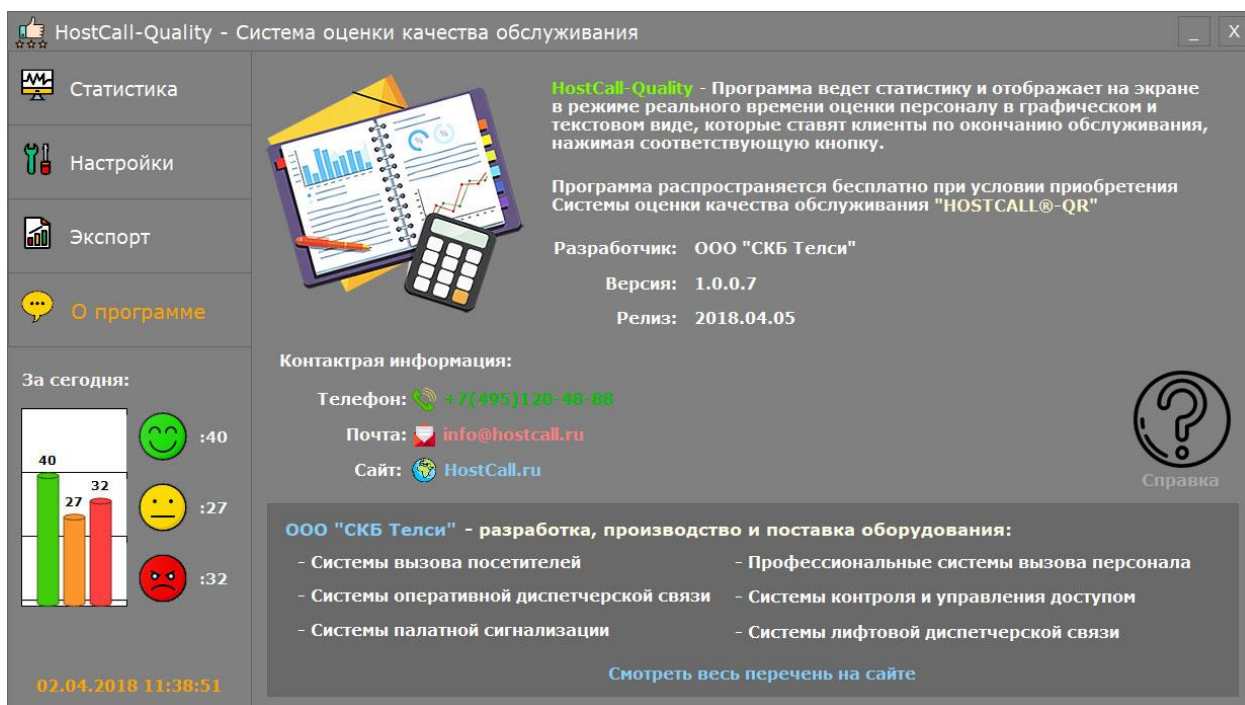 HostCall-Quality - Система оценки качества обслуживания
_ X
Статистика
Настройки
Экспорт
О программе
За сегодня:
40
27
32
:40
:27
:32
02.04.2018 11:38:51
HostCall-Quality - Программа ведет статистику и отображает на экране
в режиме реального времени оценки персоналу в графическом и
текстовом виде, которые ставят клиенты по окончанию обслуживания,
нажимая соответствующую кнопку.
Программа распространяется бесплатно при условии приобретения
Системы оценки качества обслуживания "HOSTCALL®-QR"
Разработчик: ООО "СКБ Телси"
Версия: 1.0.0.7
Релиз: 2018.04.05
Контактрая информация:
Телефон: +7(495)120-48-88
Почта: info@hostcall.ru
Сайт: HostCall.ru
Справка
ООО "СКБ Телси" - разработка, производство и поставка оборудования:
- Системы вызова посетителей
- Системы оперативной диспетчерской связи
- Системы палатной сигнализации
- Профессиональные системы вызова персонала
- Системы контроля и управления доступом
- Системы лифтовой диспетчерской связи
Смотреть весь перечень на сайте